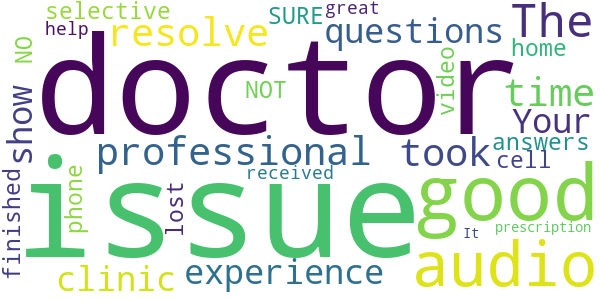 selective
help
SURE
great
The
NO
resolve
questions
home
doctor
NOT
video
time
show
Your
professional
took
answers
cell
issue
received
good
finished
phone
lost
It
prescription
clinic
experience
audio